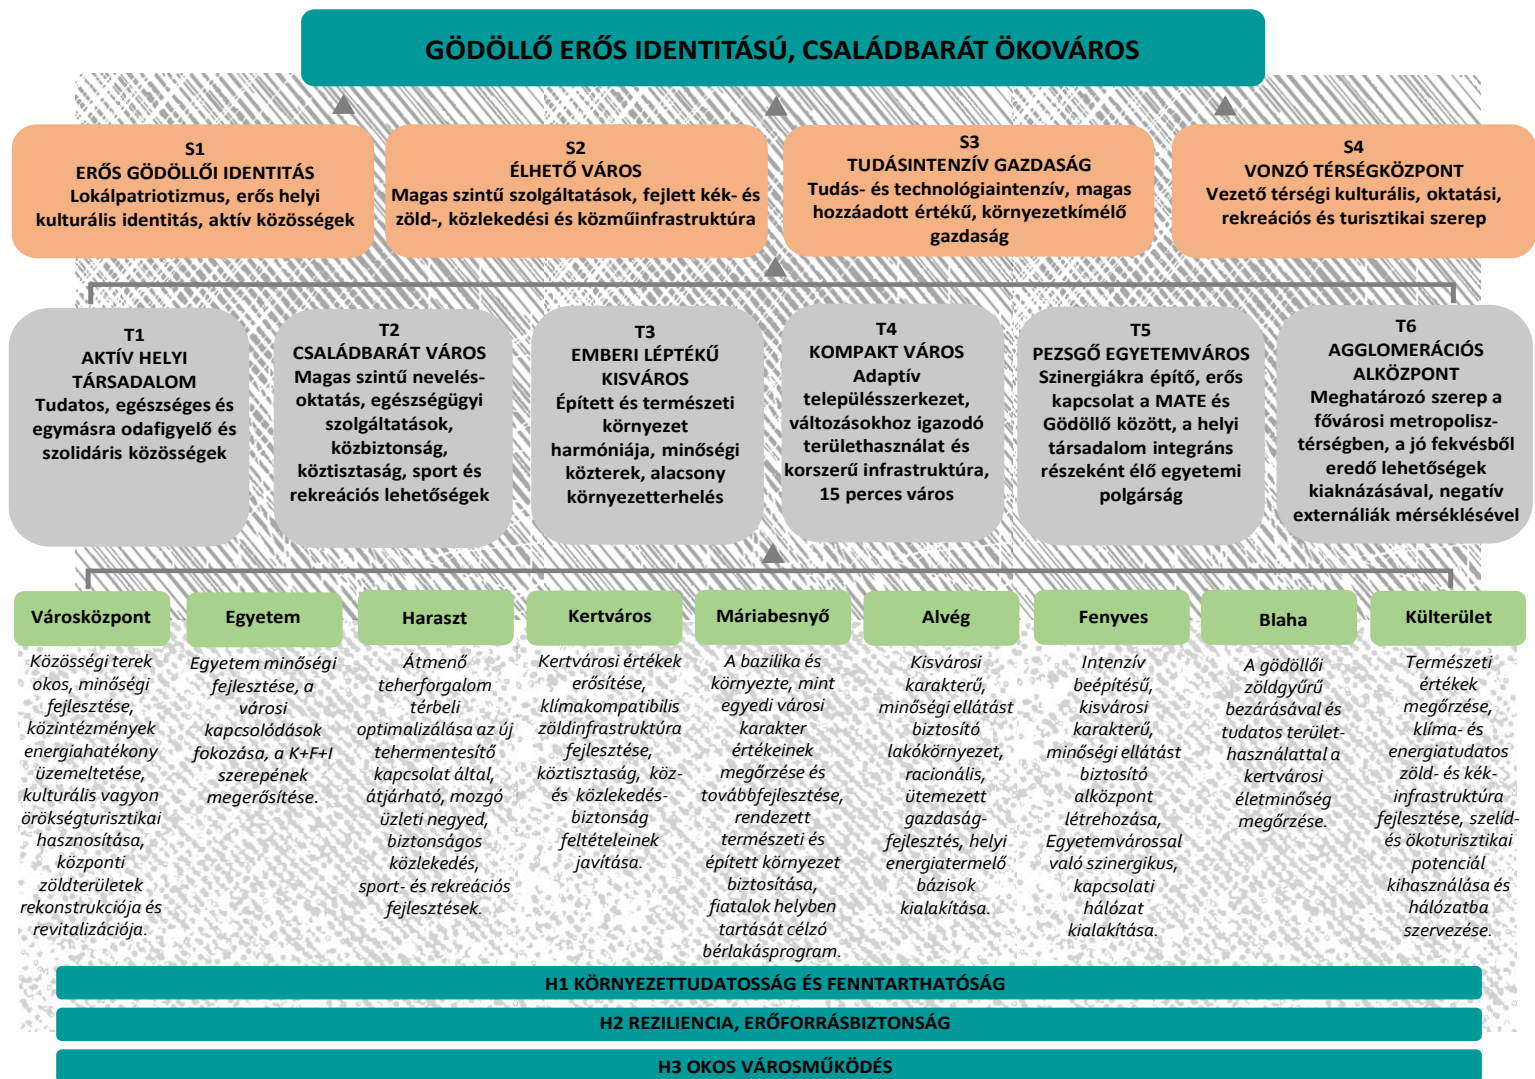 GÖDÖLLŐ ERŐS IDENTITÁSÚ, CSALÁDBARÁT ÖKOVÁROS
S1
ERŐS GÖDÖLLŐI IDENTITÁS
Lokálpatriotizmus, erős helyi
kulturális identitás, aktív közösségek
S2
ÉLHETŐ VÁROS
Magas szintű szolgáltatások, fejlett kék- és
zöld-, közlekedési és közműinfrastruktúra
S3
TUDÁSINTENZÍV GAZDASÁG
Tudás- és technológiaintenzív, magas
hozzáadott értékű, környezetkímélő
gazdaság
S4
VONZÓ TÉRSÉGKÖZPONT
Vezető térségi kulturális, oktatási,
rekreációs és turisztikai szerep
T1
AKTÍV HELYI
TÁRSADALOM
Tudatos, egészséges és
egymásra odafigyelő és
szolidáris közösségek
T2
CSALÁDBARÁT VÁROS
Magas szintű nevelés-
oktatás, egészségügyi
szolgáltatások,
közbiztonság,
köztisztaság, sport és
rekreációs lehetőségek
T3
EMBERI LÉPTÉKŰ
KISVÁROS
Épített és természeti
környezet
harmóniája, minőségi
közterek, alacsony
környezetterhelés
T4
KOMPAKT VÁROS
Adaptív
településszerkezet,
változásokhoz igazodó
területhasználat és
korszerű infrastruktúra,
15 perces város
T5
PEZSGŐ EGYETEMVÁROS
Szinergiákra építő, erős
kapcsolat a MATE és
Gödöllő között, a helyi
társadalom integráns
részeként élő egyetemi
polgárság
T6
AGGLOMERÁCIÓS
ALKÖZPONT
Meghatározó szerep a
fővárosi metropolisz-
térségben, a jó fekvésből
eredő lehetőségek
kiaknázásával, negatív
externáliák mérséklésével
Városközpont
Közösségi terek
okos, minőségi
fejlesztése,
közintézmények
energiahatékony
üzemeltetése,
kulturális vagyon
örökségturisztikai
hasznosítása,
központi
zöldterületek
rekonstrukciója és
revitalizációja.
Egyetem
Egyetem minőségi
fejlesztése, a
városi
kapcsolódások
fokozása, a K+F+I
szerepének
megerősítése.
Haraszt
Átmenő
teherforgalom
térbeli
optimalizálása az új
tehermentesítő
kapcsolat által,
átjárható, mozgó
üzleti negyed,
biztonságos
közlekedés,
sport- és rekreációs
fejlesztések.
Kertváros
Kertvárosi értékek
erősítése,
klímakompatibilis
zöldinfrastruktúra
fejlesztése,
köztisztaság, köz-
és közlekedés-
biztonság
feltételeinek
javítása.
Máriabesnyő
A bazilika és
környezte, mint
egyedi városi
karakter
értékeinek
megőrzése és
továbbfejlesztése,
rendezett
természeti és
épített környezet
biztosítása,
fiatalok helyben
tartását célzó
bérlakásprogram.
Alvég
Kisvárosi
karakterű,
minőségi ellátást
biztosító
lakókörnyezet,
racionális,
ütemezett
gazdaság-
fejlesztés, helyi
energiatermelő
bázisok
kialakítása.
Fenyves
Intenzív
beépítésű,
kisvárosi
karakterű,
minőségi ellátást
biztosító
alközpont
létrehozása,
Egyetemvárossal
való szinergikus,
kapcsolati
hálózat
kialakítása.
Blaha
A gödöllői
zöldgyűrű
bezárásával és
tudatos terület-
használattal a
kertvárosi
életminőség
megőrzése.
Külterület
Természeti
értékek
megőrzése,
klíma- és
energiatudatos
zöld- és kék-
infrastruktúra
fejlesztése, szelíd-
és ökoturisztikai
potenciál
kihasználása és
hálózatba
szervezése.
H1 KÖRNYEZETTUDATOSSÁG ÉS FENNTARTHATÓSÁG
H2 REZILIENCIA, ERŐFORRÁSBIZTONSÁG
H3 OKOS VÁROSMŰKÖDÉS